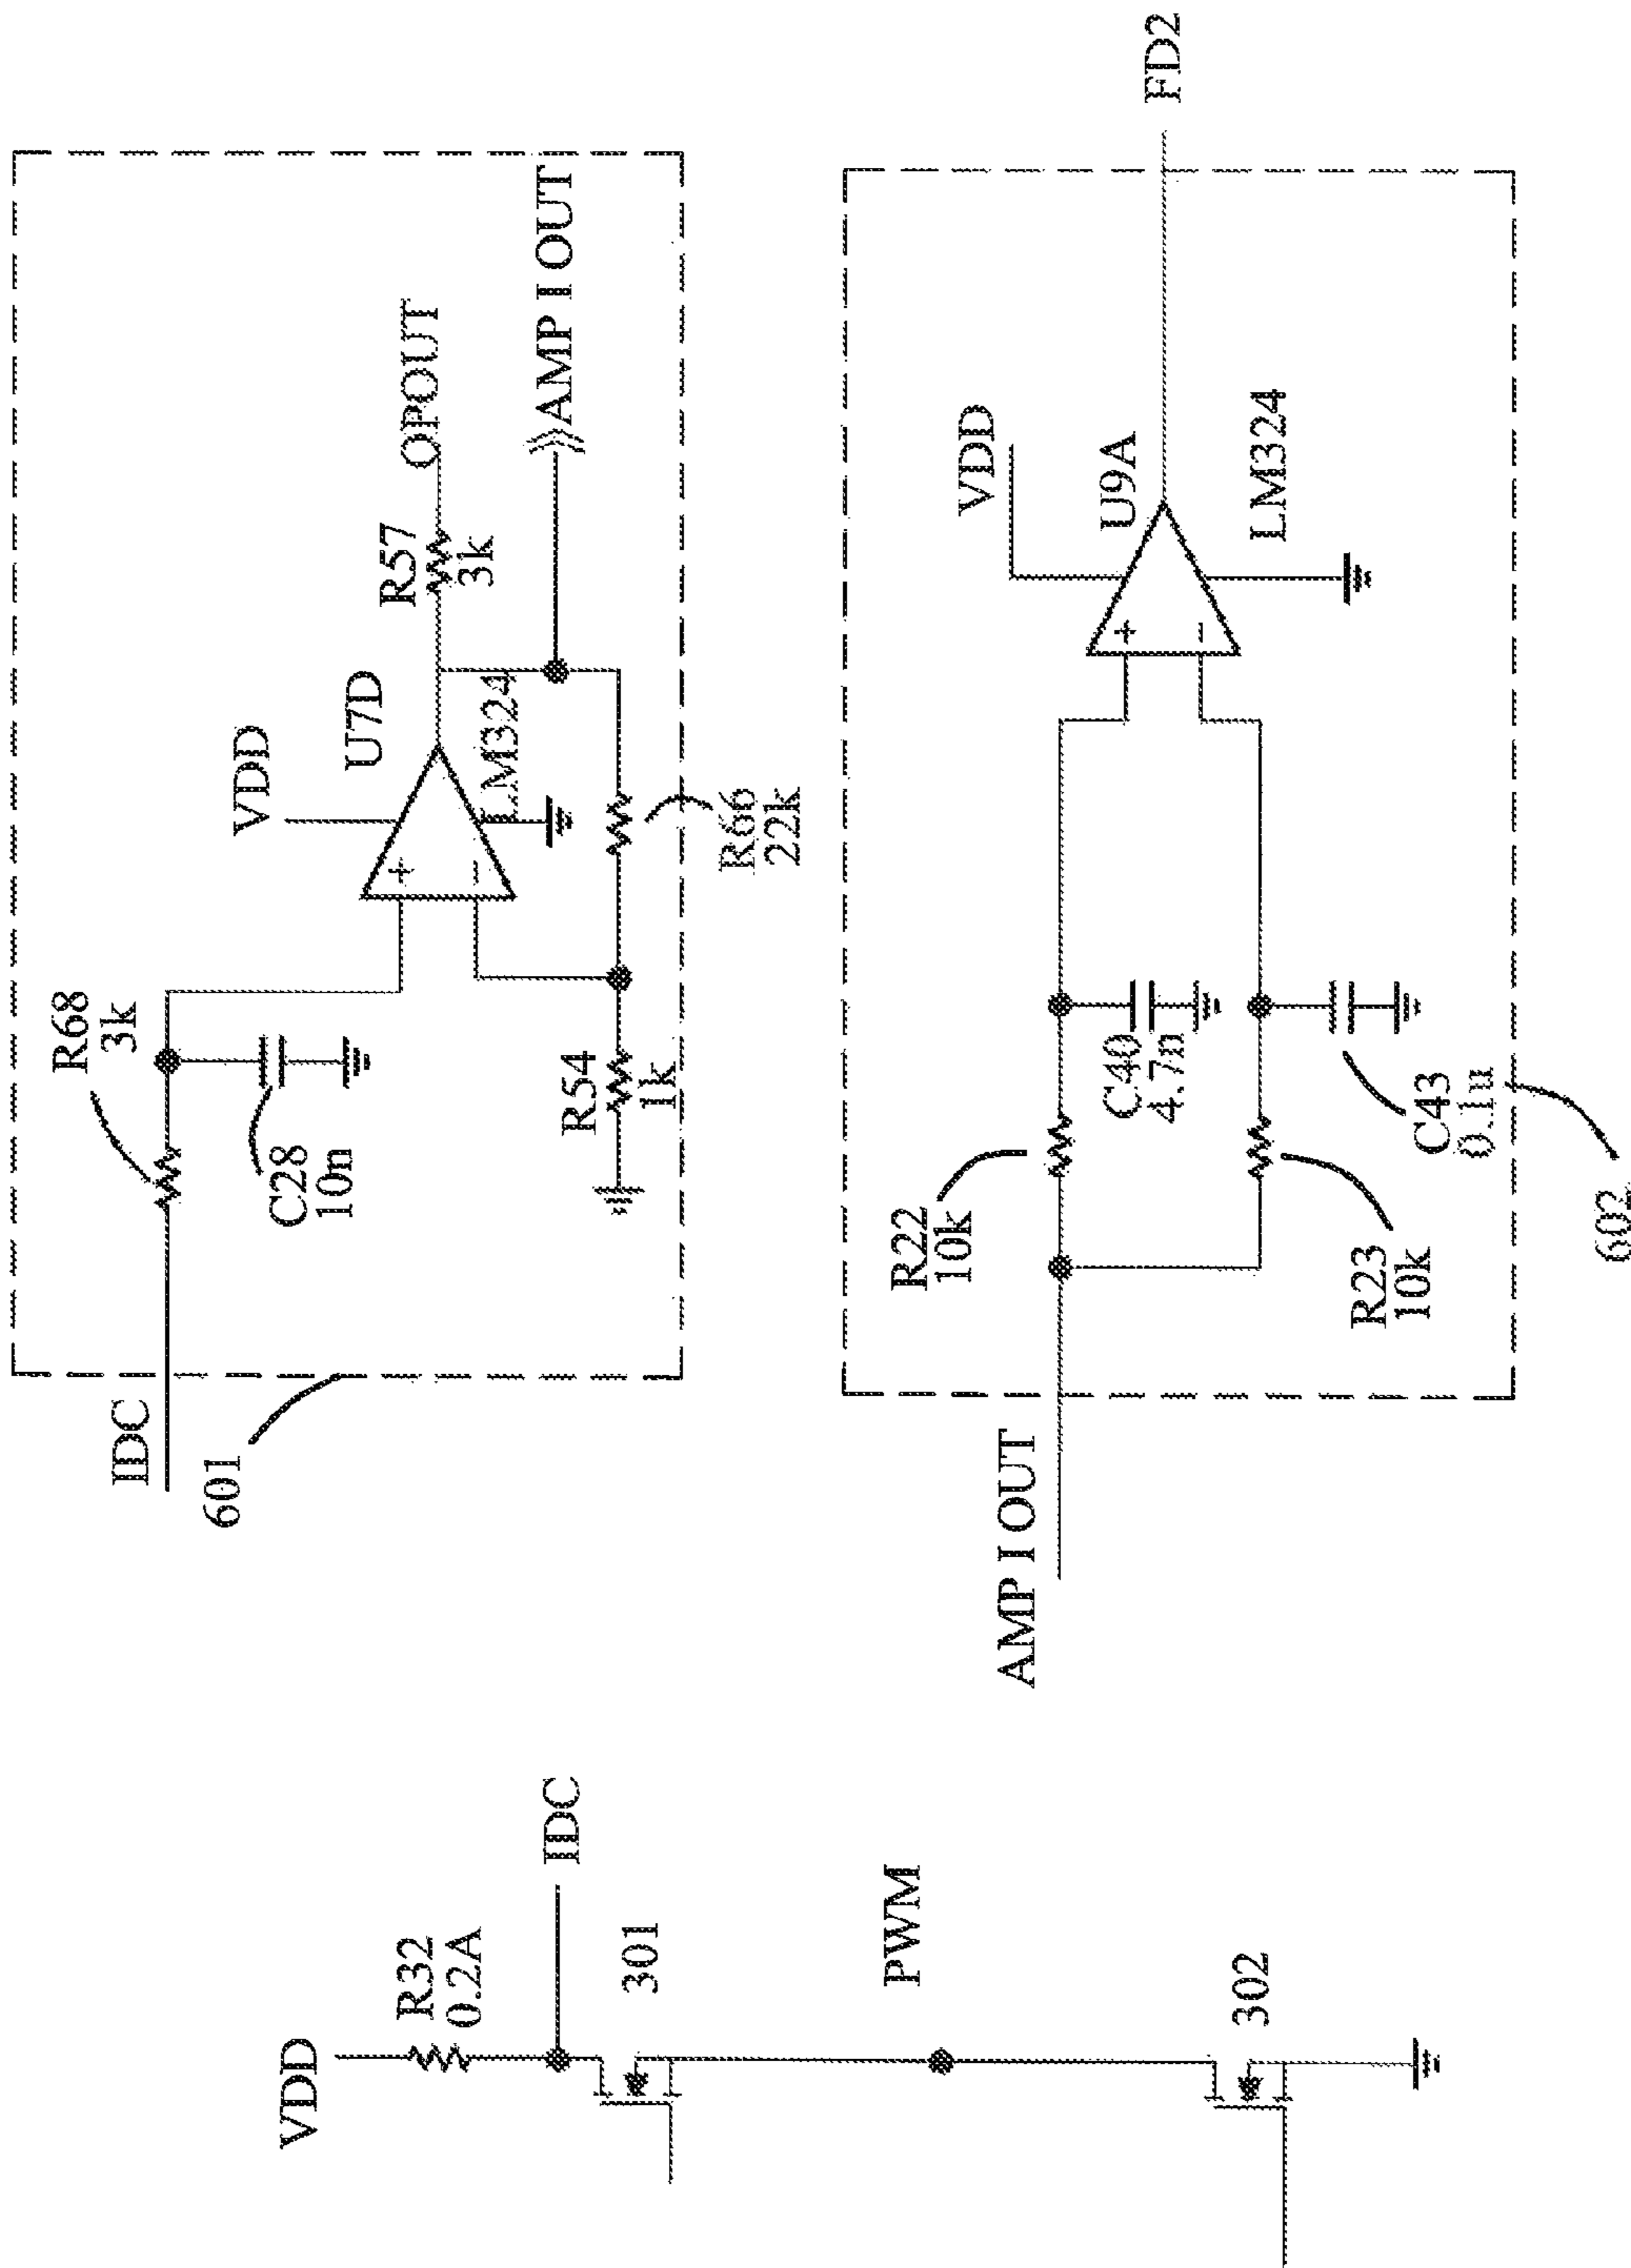 VDD
R32
0.2A
IDC
301
PWM
302
IDC
601
R68
3k
C28
10n
VDD
U7D
+
−
LM324
R54
1k
R66
22k
R57
3k
OPOUT
AMP I OUT
AMP I OUT
R22
10k
R23
10k
C40
4.7n
C43
0.1u
602
VDD
U9A
+
−
LM324
FD2